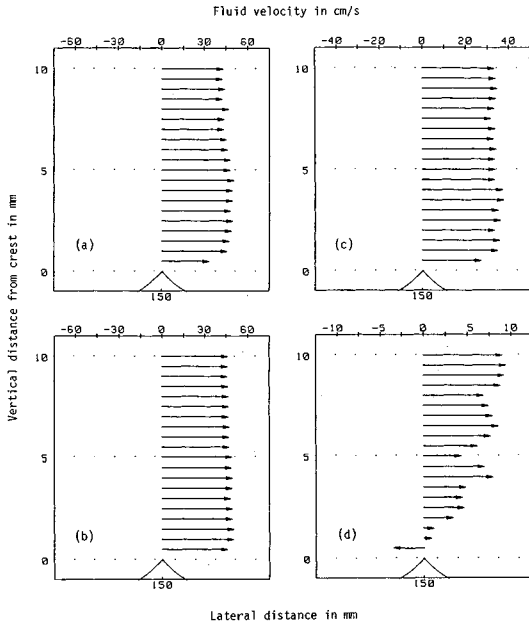 Fluid velocity in cm/s
-60 -30 0 30 60
-40 -20 0 20 40
10
10
5
5
(a)
(c)
0
0
150
150
Vertical distance from crest in mm
-60 -30 0 30 60
-10 -5 0 5 10
10
10
5
5
(b)
(d)
0
0
150
150
Lateral distance in mm